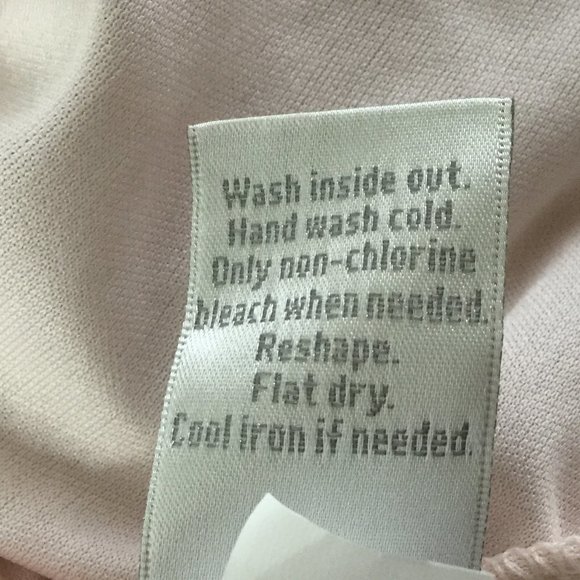 Wash inside out.
Hand wash cold.
Only non-chlorine
bleach when needed.
Reshape.
Flat dry.
Cool iron if needed.